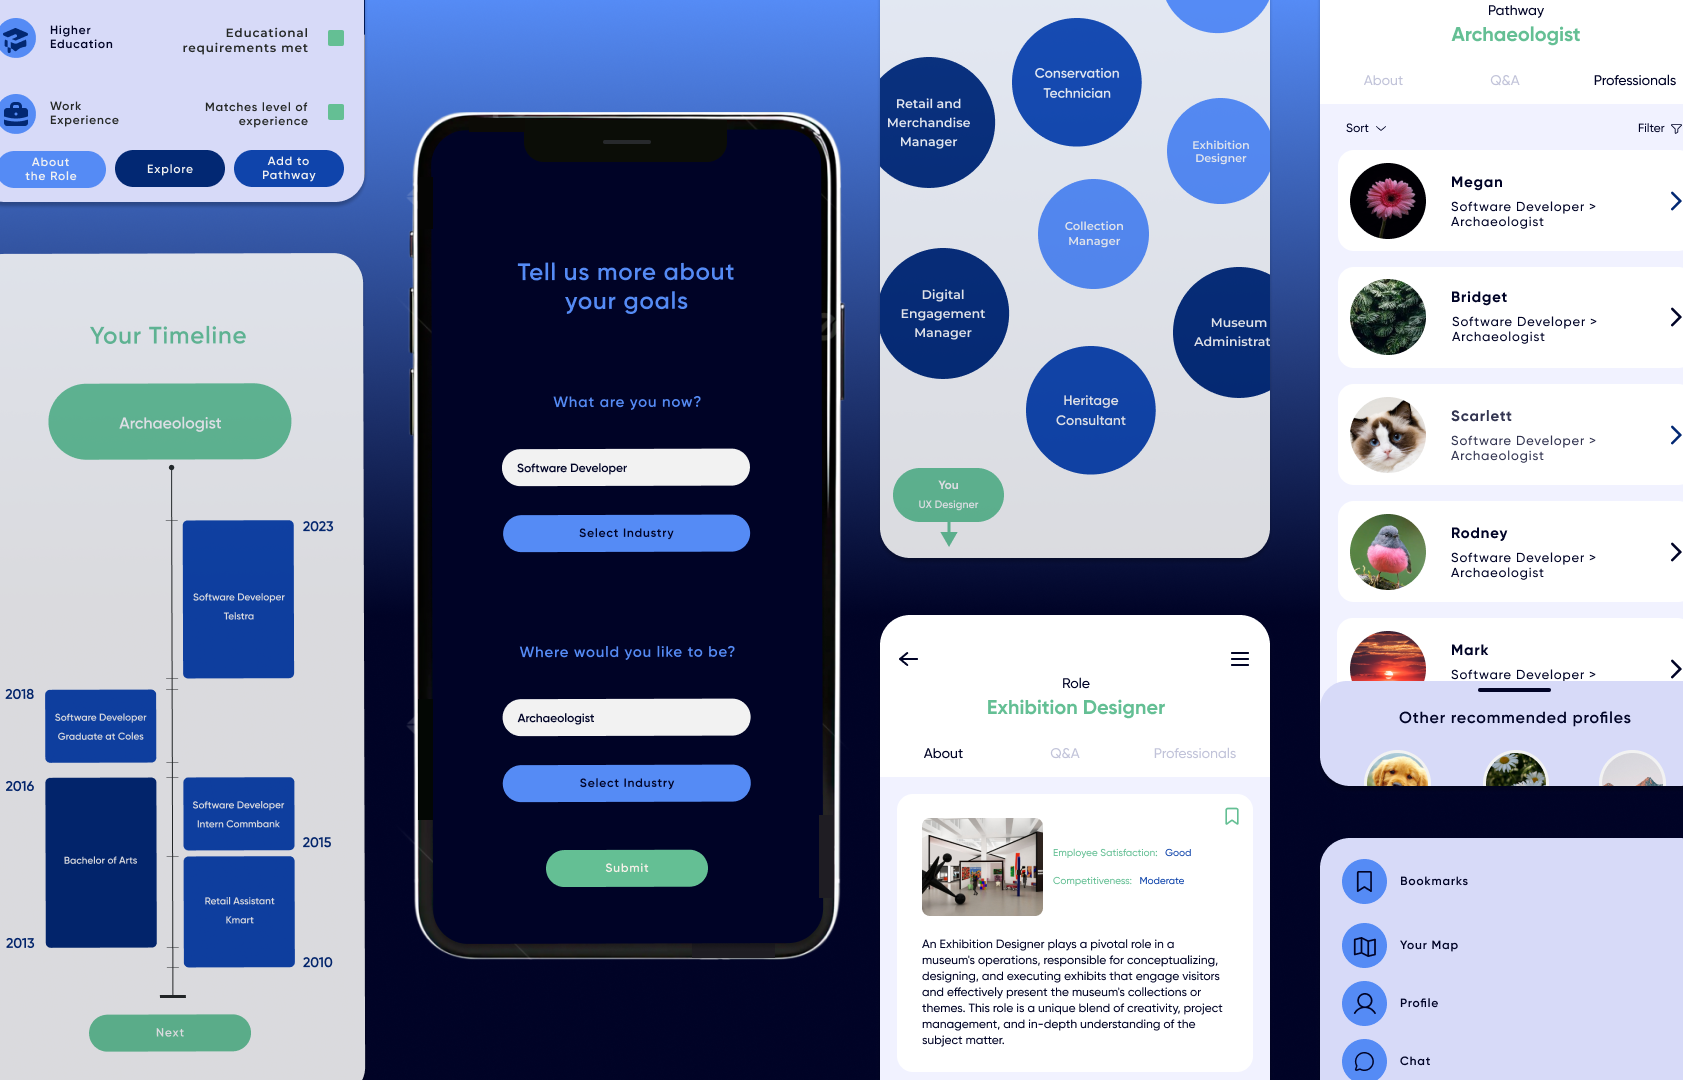 Higher
Education
Educational
requirements met
Work
Experience
Matches level of
experience
About
the Role
Explore
Add to
Pathway
Your Timeline
Archaeologist
2023
Software Developer
Telstra
2018
Software Developer
Graduate at Coles
2016
Software Developer
Intern Commbank
2015
Bachelor of Arts
Retail Assistant
Kmart
2013
2010
Next
Tell us more about
your goals
What are you now?
Software Developer
Select Industry
Where would you like to be?
Archaeologist
Select Industry
Submit
Conservation
Technician
Retail and
Merchandise
Manager
Exhibition
Designer
Collection
Manager
Digital
Engagement
Manager
Museum
Administrat
Heritage
Consultant
You
UX Designer
Role
Exhibition Designer
About
Q&A
Professionals
Employee Satisfaction: Good
Competitiveness: Moderate
An Exhibition Designer plays a pivotal role in a
museum's operations, responsible for conceptualizing,
designing, and executing exhibits that engage visitors
and effectively present the museum's collections or
themes. This role is a unique blend of creativity, project
management, and in-depth understanding of the
subject matter.
Pathway
Archaeologist
About
Q&A
Professionals
Sort
Filter
Megan
Software Developer >
Archaeologist
Bridget
Software Developer >
Archaeologist
Scarlett
Software Developer >
Archaeologist
Rodney
Software Developer >
Archaeologist
Mark
Software Developer >
Other recommended profiles
Bookmarks
Your Map
Profile
Chat